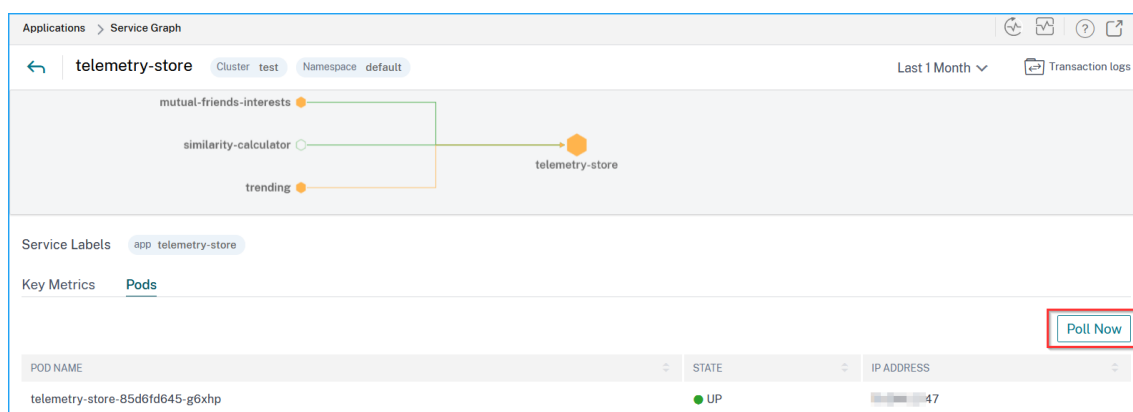 Applications > Service Graph
telemetry-store Cluster test Namespace default Last 1 Month Transaction logs
mutual-friends-interests
similarity-calculator
telemetry-store
trending
Service Labels app telemetry-store
Key Metrics Pods
Poll Now
POD NAME STATE IP ADDRESS
telemetry-store-85d6fd645-g6xhp UP 47